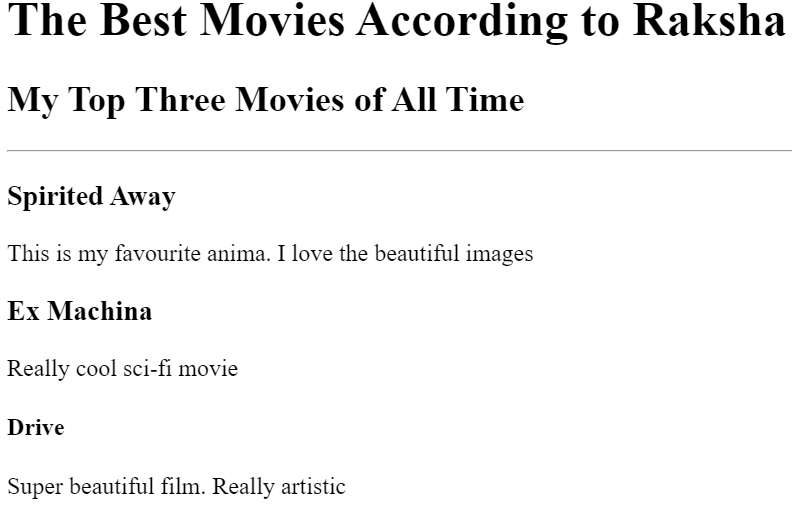 The Best Movies According to Raksha
My Top Three Movies of All Time
Spirited Away
This is my favourite anima. I love the beautiful images
Ex Machina
Really cool sci-fi movie
Drive
Super beautiful film. Really artistic